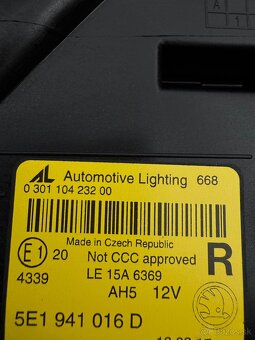 AL Automotive Lighting 668
0 301 104 232 00
Made in Czech Republic
E1 20 Not CCC approved R
4339 LE 15A 6369
AH5 12V
5E1 941 016 D